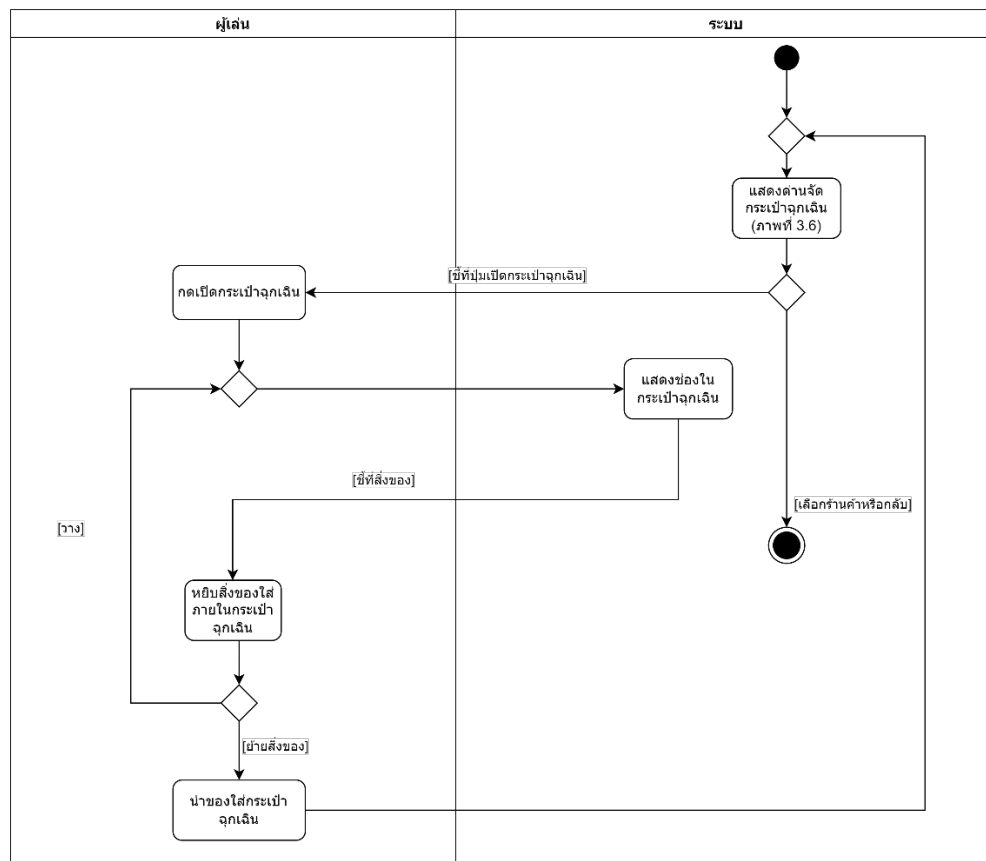 ผู้เล่น
ระบบ
แสดงด่านจัด
กระเป๋าฉุกเฉิน
(ภาพที่ 3.6)
[ชี้ที่ปุ่มเปิดกระเป๋าฉุกเฉิน]
กดเปิดกระเป๋าฉุกเฉิน
แสดงช่องใน
กระเป๋าฉุกเฉิน
[ชี้ที่สิ่งของ]
[เลือกร้านค้าหรือกลับ]
[วาง]
หยิบสิ่งของใส่
ภายในกระเป๋า
ฉุกเฉิน
[ย้ายสิ่งของ]
นำของใส่กระเป๋า
ฉุกเฉิน